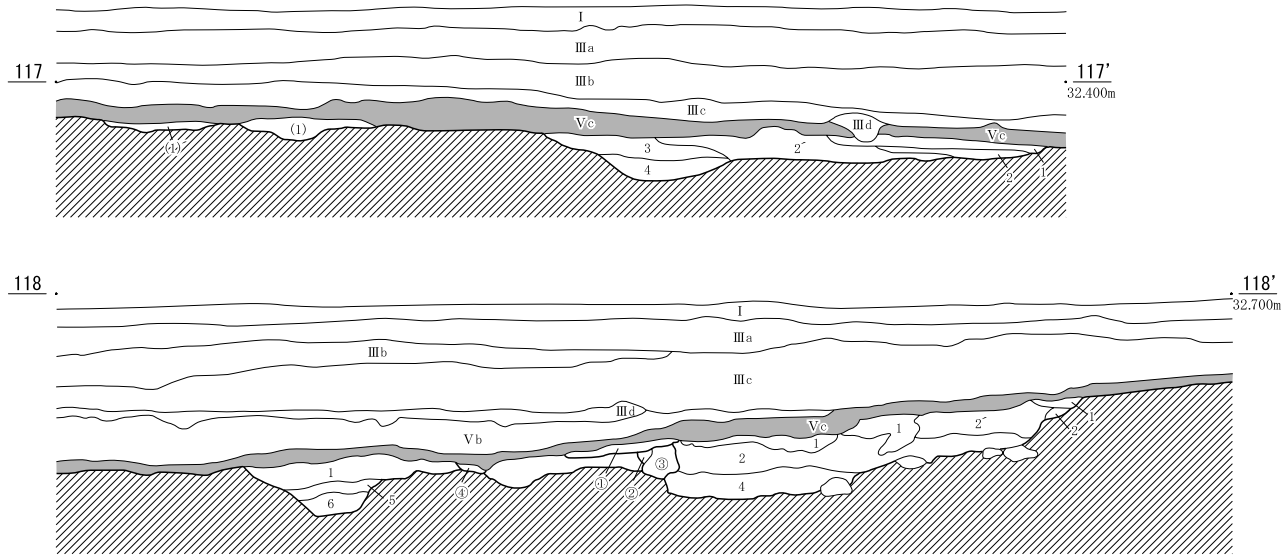 I
Ⅲa
117
117'
32.400m
Ⅲb
Ⅲc
Ⅲd
Vc
Vc
(1)
(1)
3
2´
4
2
1
118
118'
32.700m
I
Ⅲa
Ⅲb
Ⅲc
Ⅲd
Vb
Vc
1
2´
1
2
1
2
1
5
6
④
①
②
③
4